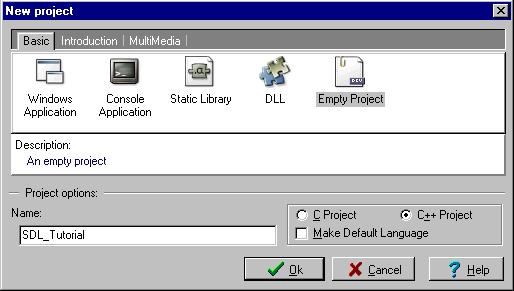 New project
Basic Introduction MultiMedia
Windows Application
Console Application
Static Library
DLL
Empty Project
DEV
Description:
An empty project
Project options:
Name:
SDL_Tutorial
C Project
C++ Project
Make Default Language
Ok
Cancel
Help